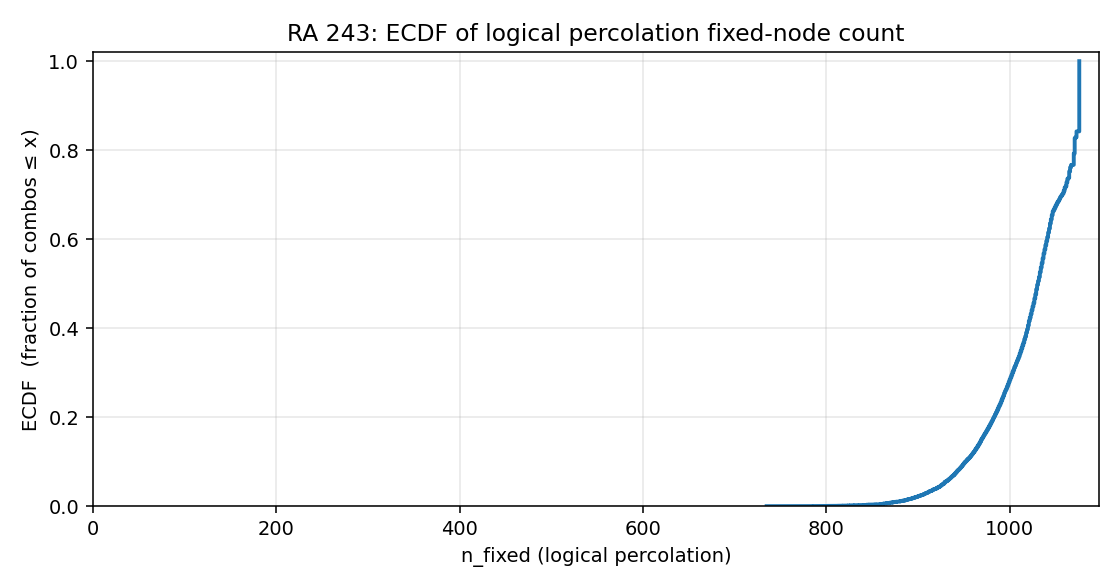 RA 243: ECDF of logical percolation fixed-node count
ECDF  (fraction of combos ≤ x)
1.0
0.8
0.6
0.4
0.2
0.0
0 200 400 600 800 1000
n_fixed (logical percolation)